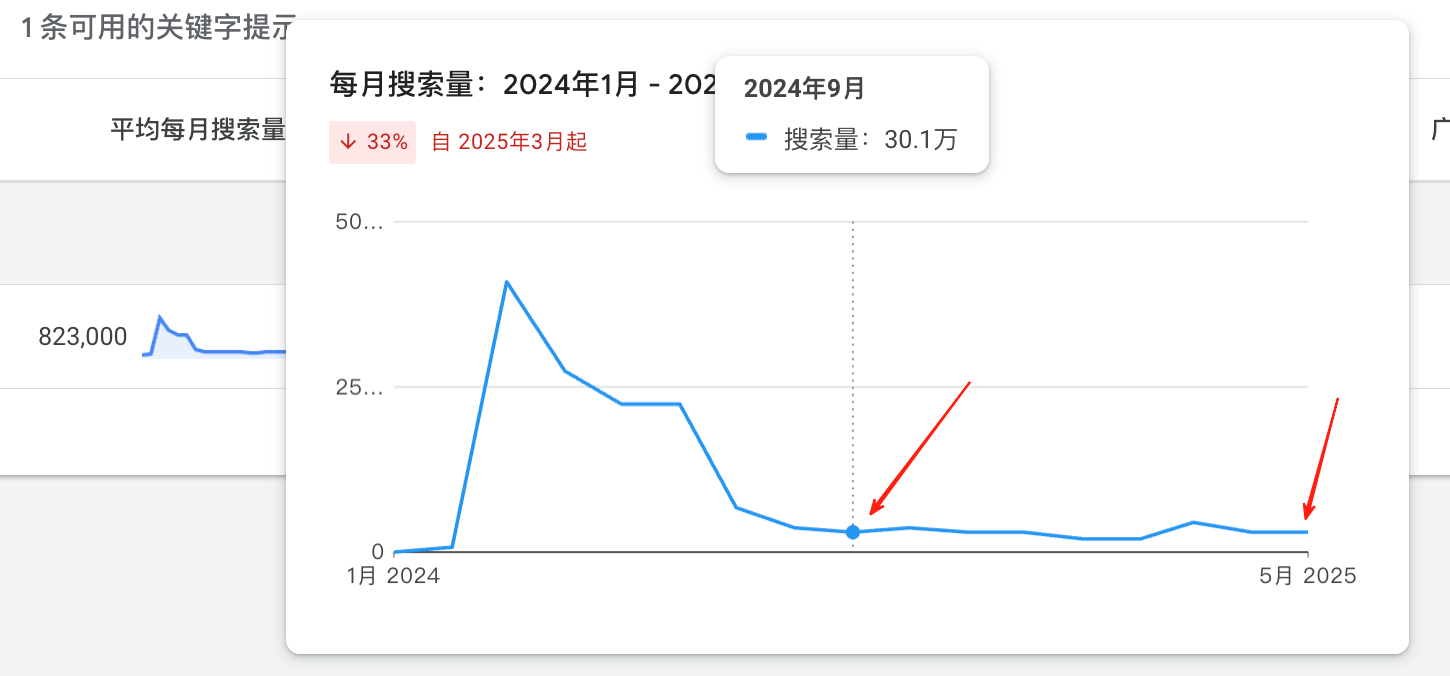 1 条可用的关键字提示
每月搜索量：2024年1月 - 202
2024年9月
搜索量：30.1万
33% 自 2025年3月起
平均每月搜索量
广
50...
25...
823,000
0
1月 2024
5月 2025